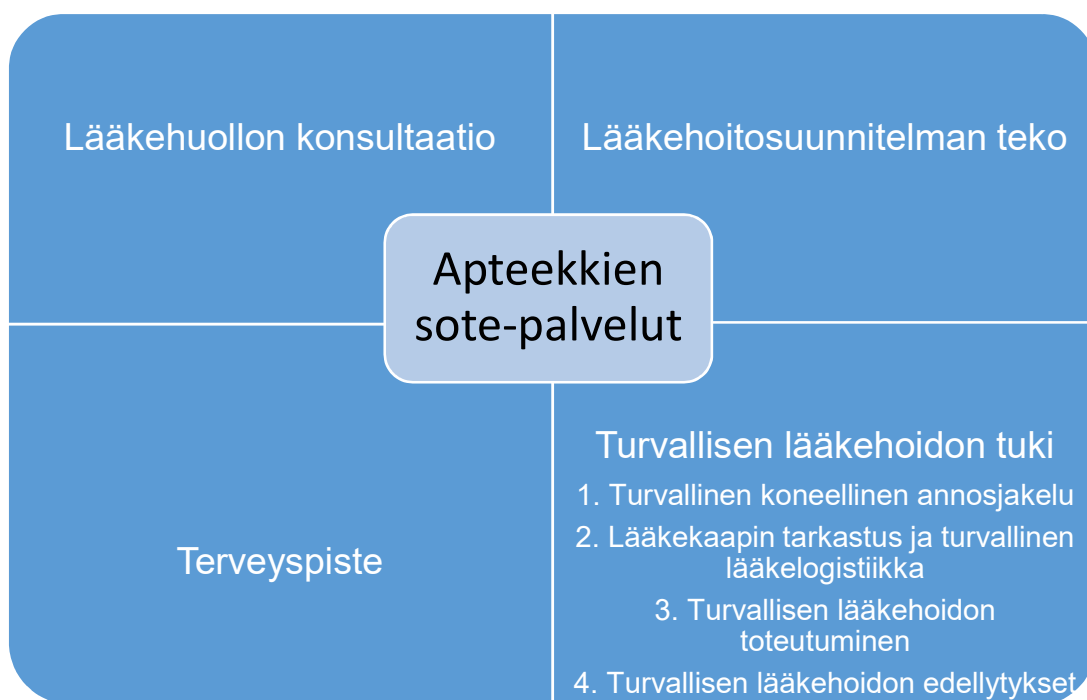 Lääkehuollon konsultaatio
Lääkehoitosuunnitelman teko
Apteekkien
sote-palvelut
Terveyspiste
Turvallisen lääkehoidon tuki
1. Turvallinen koneellinen annosjakelu
2. Lääkekaapin tarkastus ja turvallinen
lääkelogistiikka
3. Turvallisen lääkehoidon
toteutuminen
4. Turvallisen lääkehoidon edellytykset